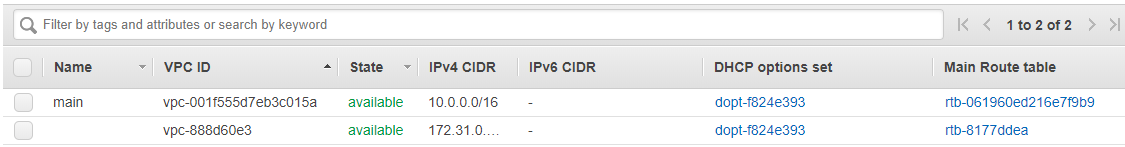 Filter by tags and attributes or search by keyword 1 to 2 of 2
Name VPC ID State IPv4 CIDR IPv6 CIDR DHCP options set Main Route table
main vpc-001f555d7eb3c015a available 10.0.0.0/16 - dopt-f824e393 rtb-061960ed216e7f9b9
vpc-888d60e3 available 172.31.0.... - dopt-f824e393 rtb-8177ddea